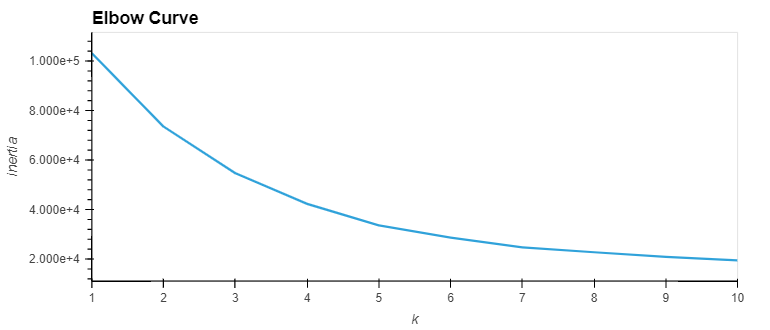 Elbow Curve
1.000e+5
8.000e+4
6.000e+4
4.000e+4
2.000e+4
inertia
1 2 3 4 5 6 7 8 9 10
k